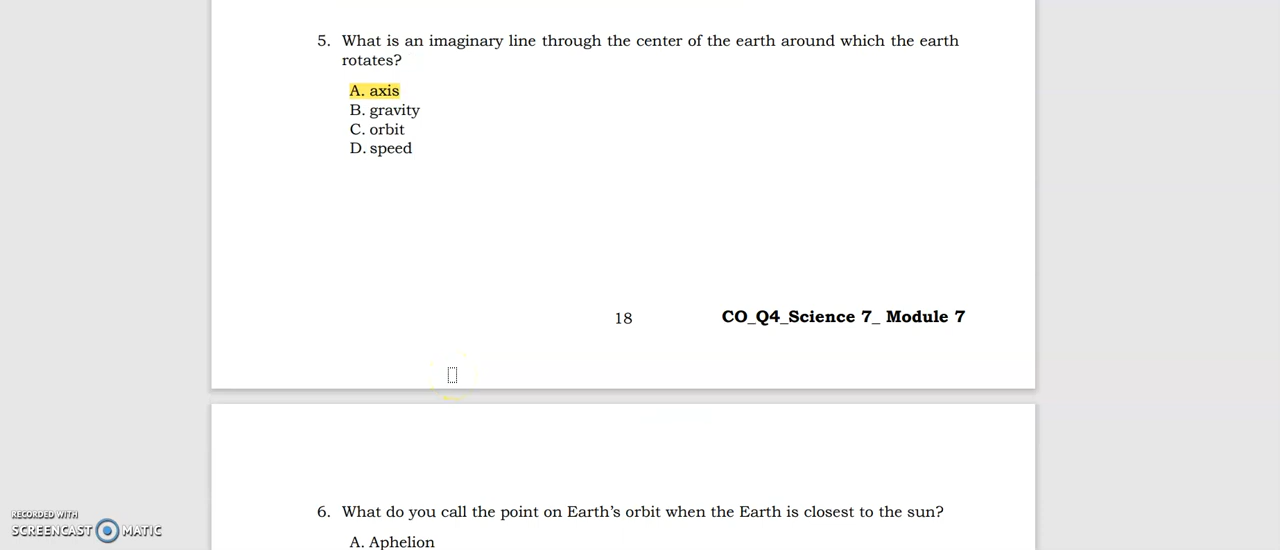 5. What is an imaginary line through the center of the earth around which the earth
rotates?
A. axis
B. gravity
C. orbit
D. speed
18 CO_Q4_Science 7_ Module 7
6. What do you call the point on Earth's orbit when the Earth is closest to the sun?
A. Aphelion
RECORDED WITH
SCREENCAST MATIC